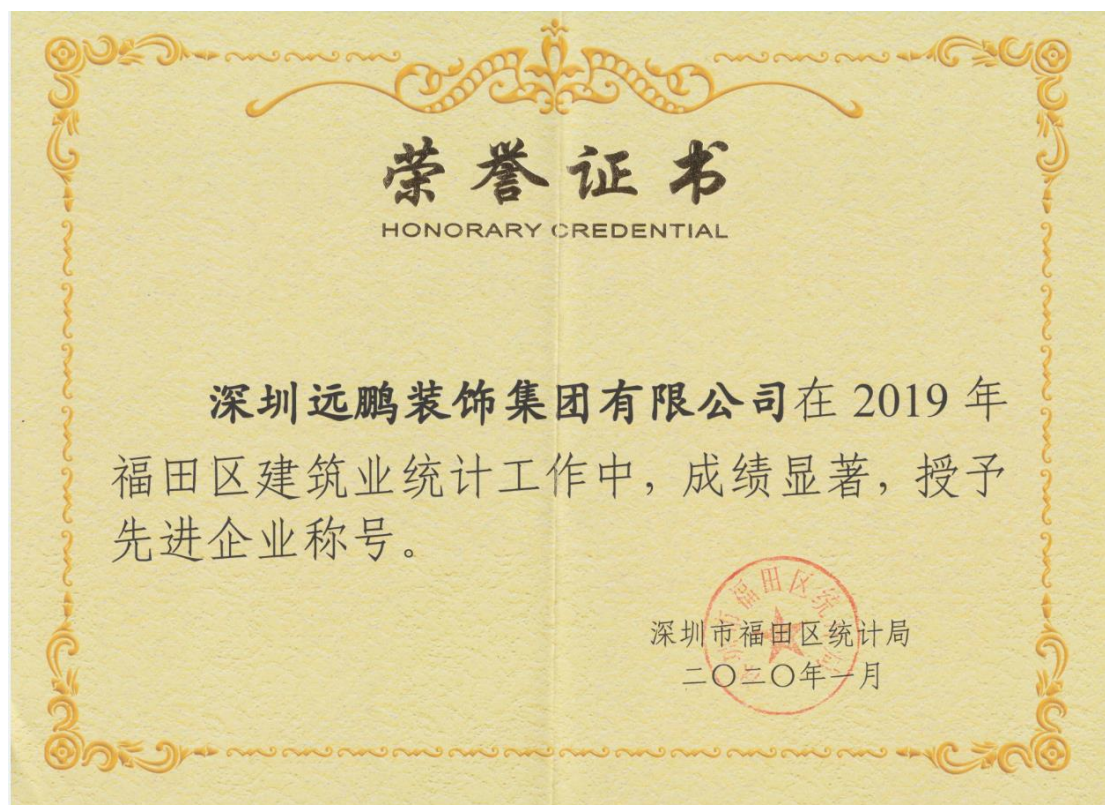 荣誉证书
HONORARY CREDENTIAL
深圳远鹏装饰集团有限公司在 2019 年
福田区建筑业统计工作中，成绩显著，授予
先进企业称号。
深圳市福田区统计局
二〇二〇年一月